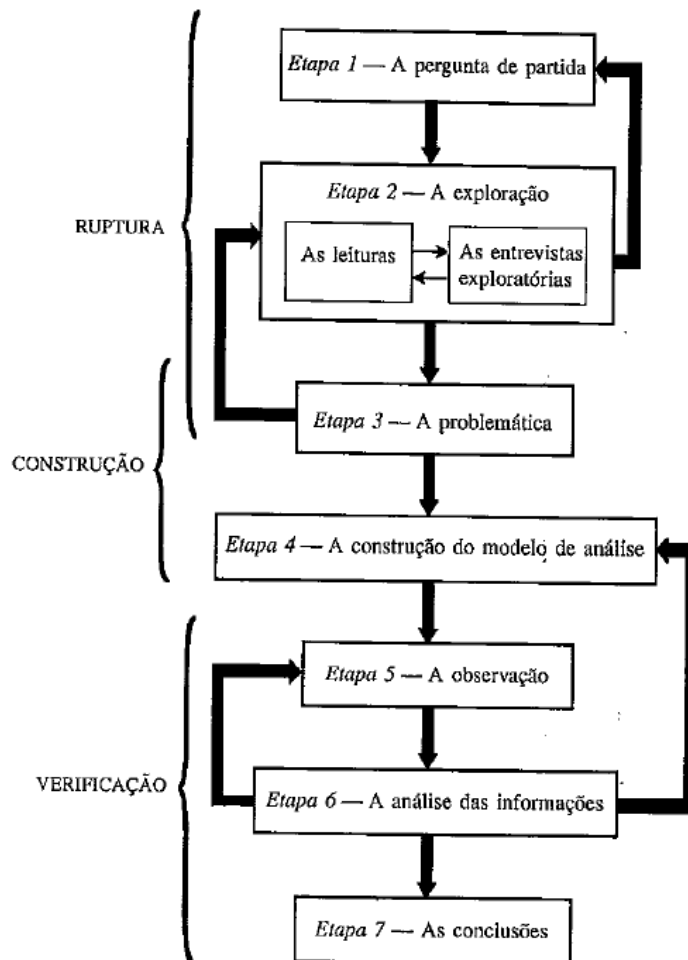 Etapa 1 — A pergunta de partida
Etapa 2 — A exploração
RUPTURA
As leituras
As entrevistas
exploratórias
Etapa 3 — A problemática
CONSTRUÇÃO
Etapa 4 — A construção do modelo de análise
Etapa 5 — A observação
VERIFICAÇÃO
Etapa 6 — A análise das informações
Etapa 7 — As conclusões